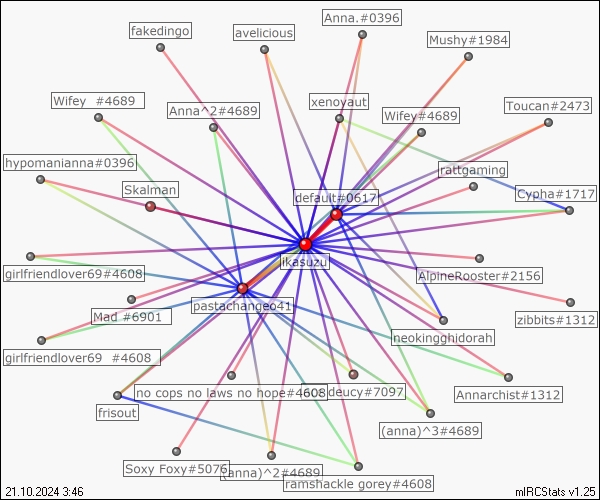 Anna.#0396
fakedingo
avelicious
Mushy#1984
Wifey  #4689
xenoyaut
Toucan#2473
Anna^2#4689
Wifey#4689
hypomanianna#0396
rattgaming
Skalman
default#0617
Cypha#1717
ikasuzu
girlfriendlover69#4608
AlpineRooster#2156
pastachangeo41
Mad #6901
zibbits#1312
neokingghidorah
girlfriendlover69  #4608
no cops no laws no hope#4608
deucy#7097
Annarchist#1312
frisout
(anna)^3#4689
Soxy Foxy#5076
(anna)^2#4689
ramshackle gorey#4608
21.10.2024 3:46
mIRCStats v1.25